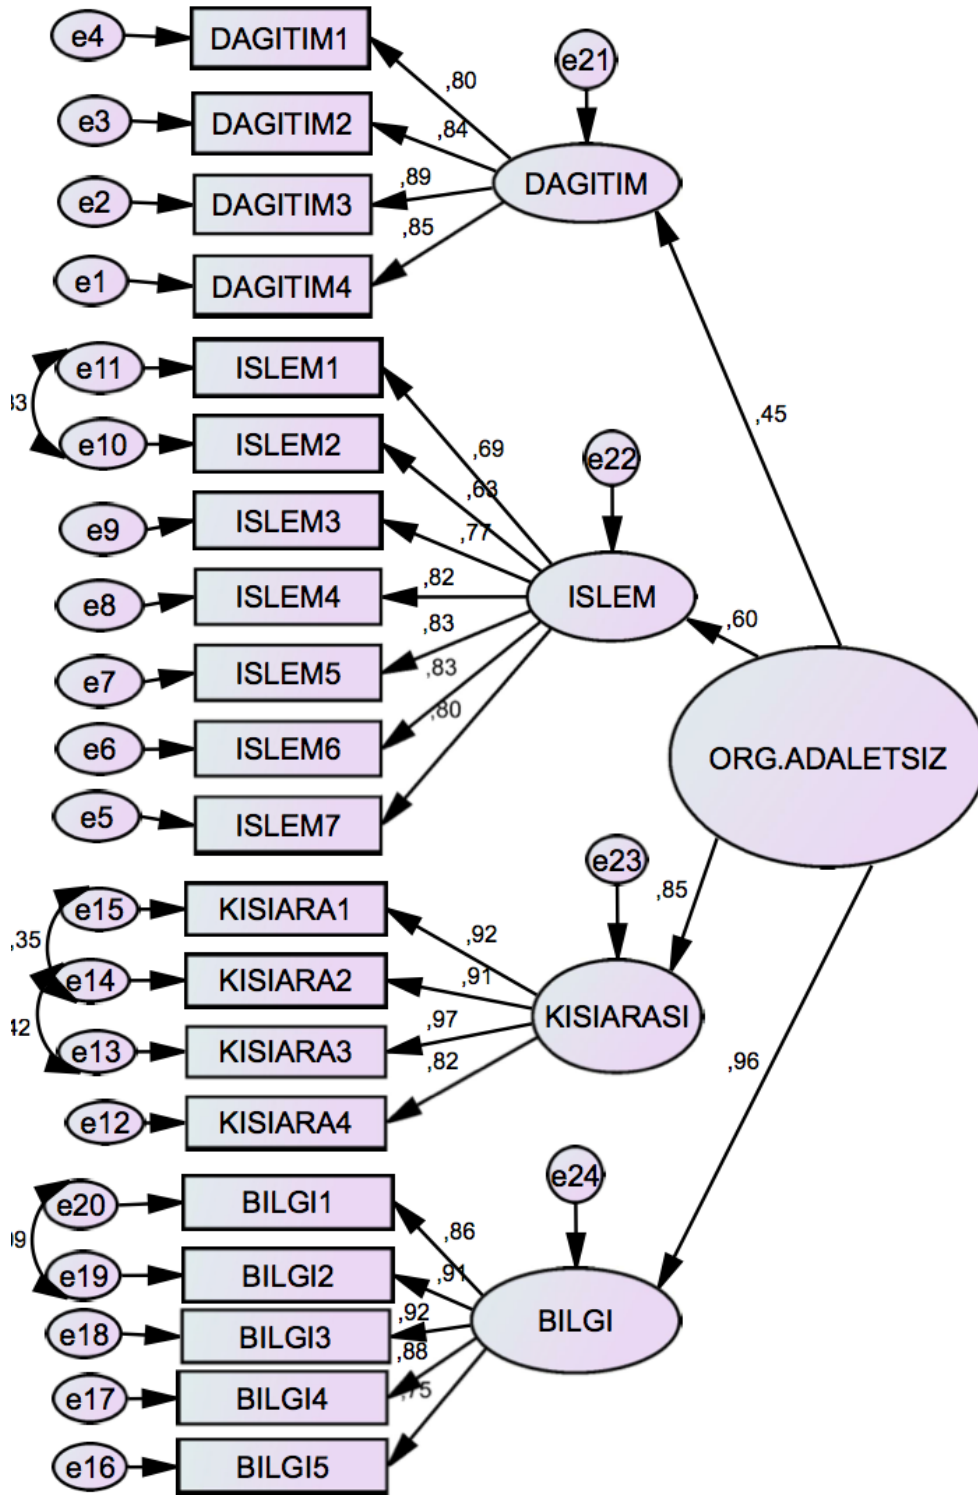 e4
DAGITIM1
e21
,80
e3
DAGITIM2
,84
DAGITIM
,89
e2
DAGITIM3
,85
e1
DAGITIM4
e11
ISLEM1
33
,45
e10
ISLEM2
,69
e22
,63
e9
ISLEM3
,77
e8
ISLEM4
,82
ISLEM
,83
,60
e7
ISLEM5
,83
,80
e6
ISLEM6
ORG.ADALETSIZ
e5
ISLEM7
e23
,85
e15
KISIARA1
,35
,92
e14
KISIARA2
,91
,97
KISIARASI
42
e13
KISIARA3
,82
,96
e12
KISIARA4
e24
e20
BILGI1
,86
09
e19
BILGI2
,91
,92
BILGI
e18
BILGI3
,88
,75
e17
BILGI4
e16
BILGI5